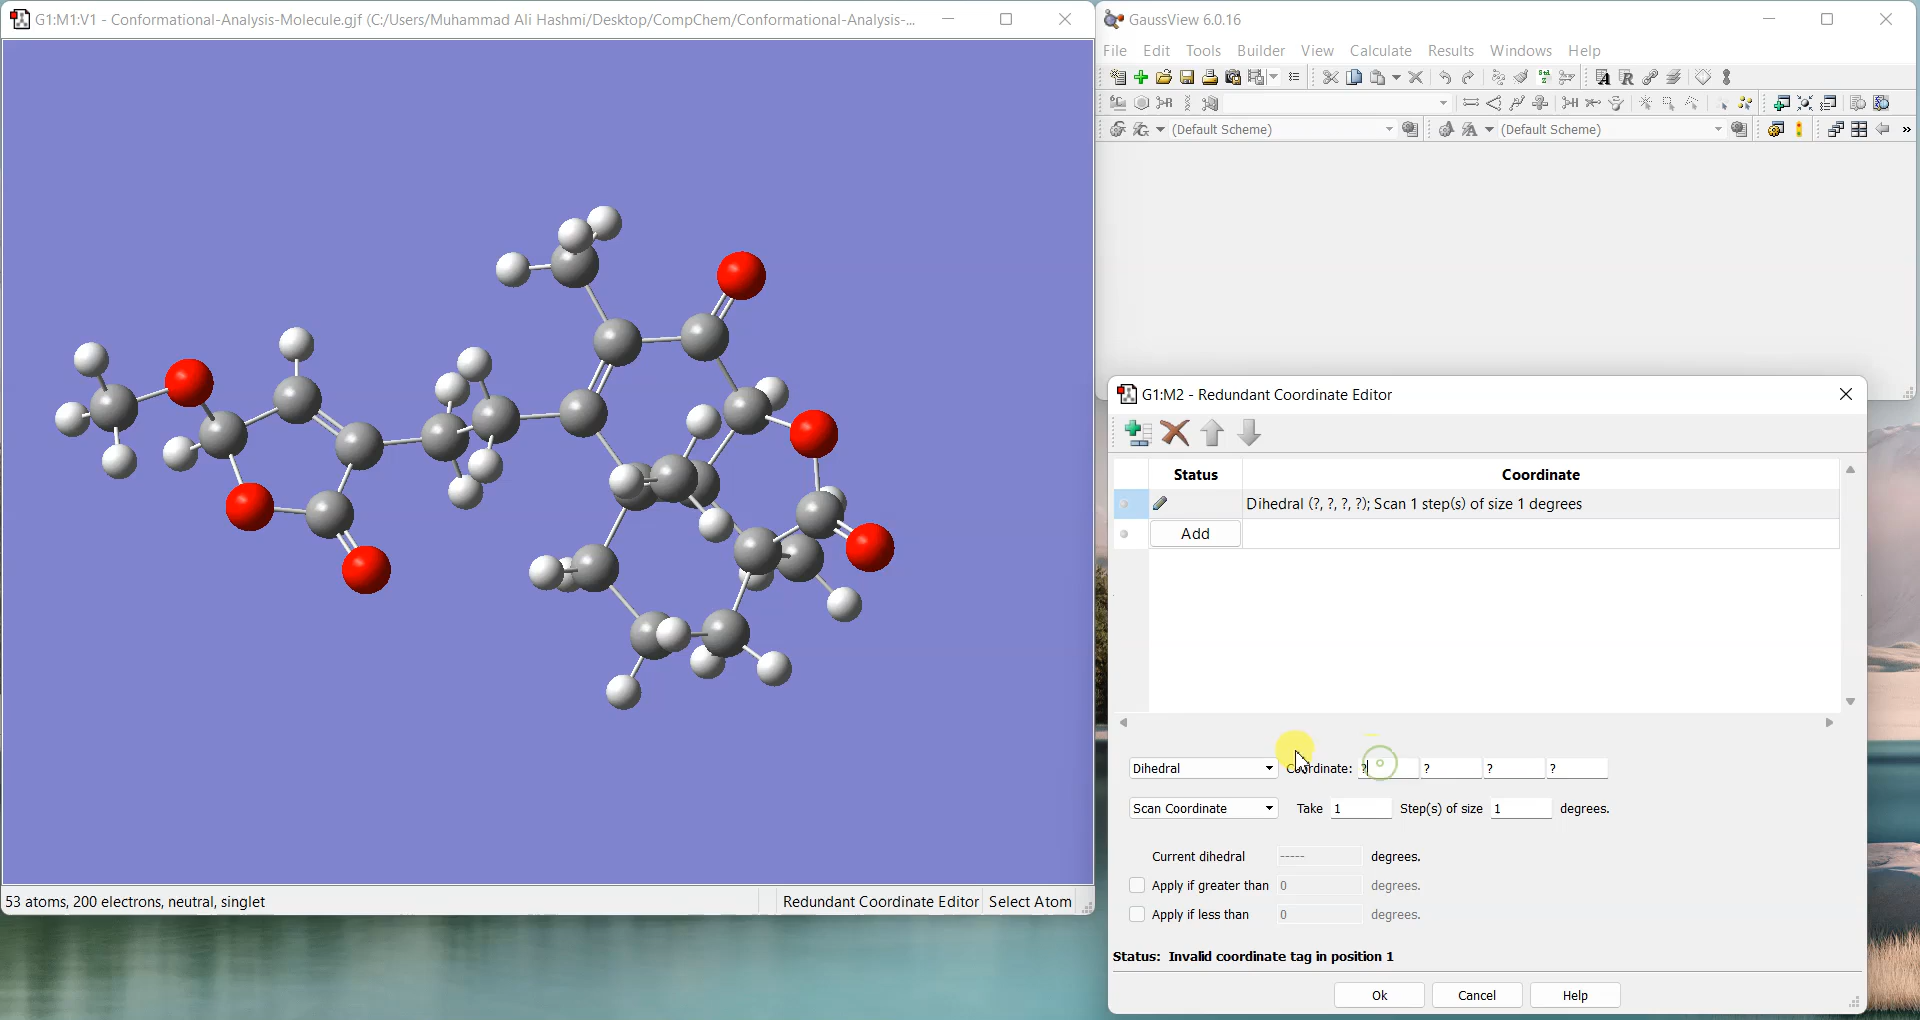 G1:M1:V1 - Conformational-Analysis-Molecule.gjf (C:/Users/Muhammad Ali Hashmi/Desktop/CompChem/Conformational-Analysis-...
GaussView 6.0.16
File Edit Tools Builder View Calculate Results Windows Help
(Default Scheme) (Default Scheme)
G1:M2 - Redundant Coordinate Editor
Status Coordinate
Dihedral (?, ?, ?, ?); Scan 1 step(s) of size 1 degrees
Add
Dihedral Coordinate: ? ? ? ?
Scan Coordinate Take 1 Step(s) of size 1 degrees.
Current dihedral ----- degrees.
Apply if greater than 0 degrees.
Apply if less than 0 degrees.
Status: Invalid coordinate tag in position 1
Ok Cancel Help
53 atoms, 200 electrons, neutral, singlet Redundant Coordinate Editor Select Atom